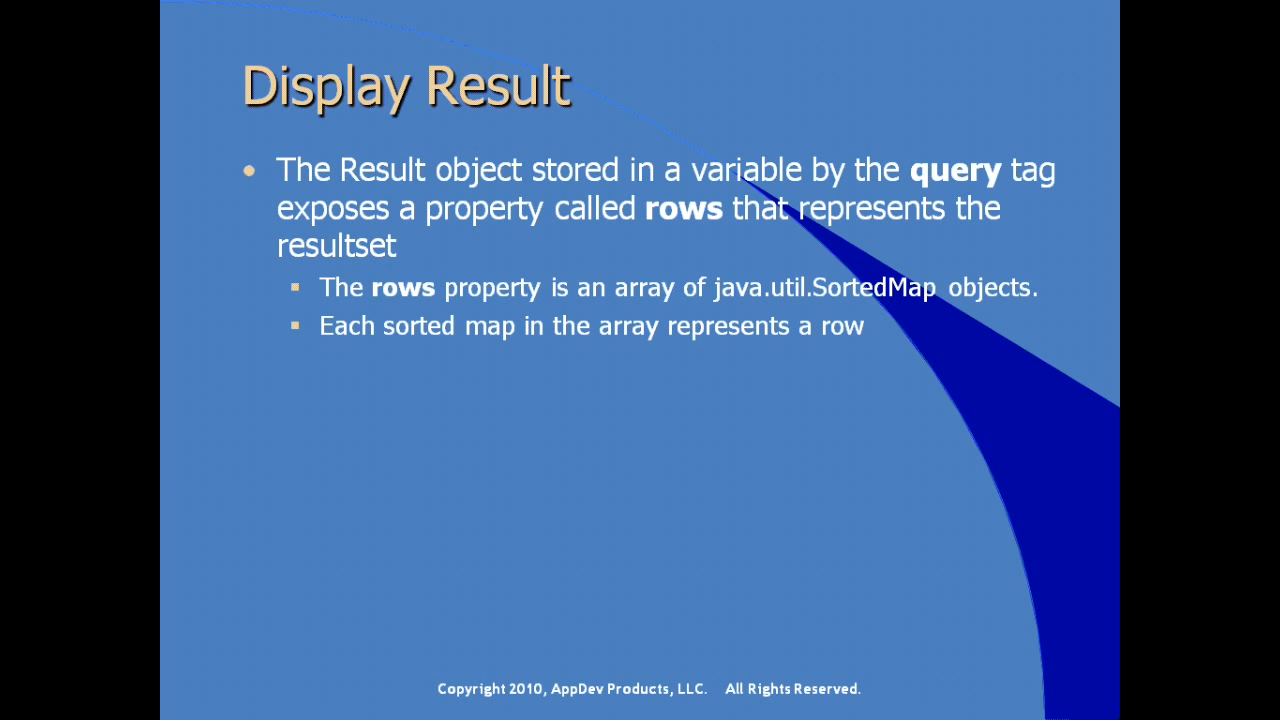 Display Result
• The Result object stored in a variable by the query tag
exposes a property called rows that represents the
resultset
▪ The rows property is an array of java.util.SortedMap objects.
▪ Each sorted map in the array represents a row
Copyright 2010, AppDev Products, LLC. All Rights Reserved.